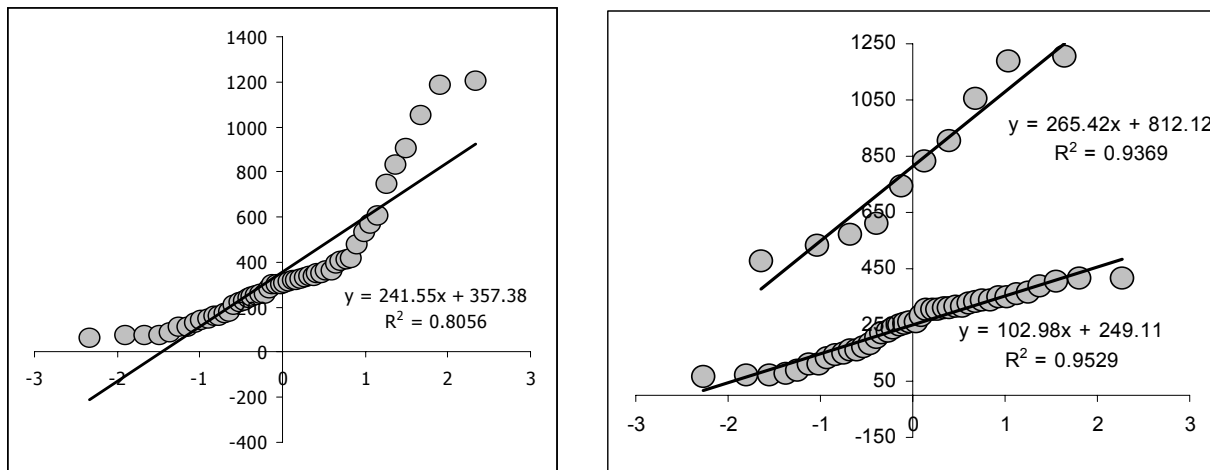 1400
1200
1000
800
600
400
200
0
-200
-400
-3 -2 -1 0 1 2 3
y = 241.55x + 357.38
R² = 0.8056
1250
1050
850
650
450
250
50
-150
-3 -2 -1 0 1 2 3
y = 265.42x + 812.12
R² = 0.9369
y = 102.98x + 249.11
R² = 0.9529